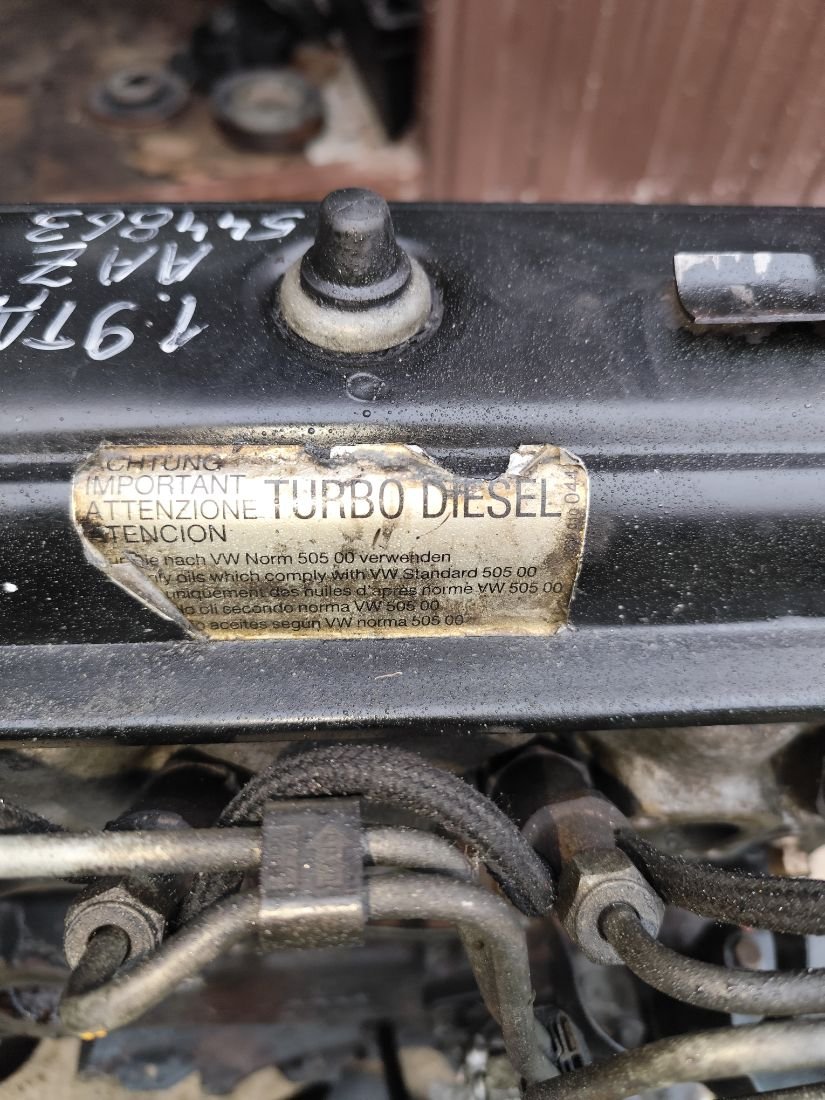 1.9TD
AAZ
544863
ACHTUNG
IMPORTANT
ATTENZIONE
ATENCION
TURBO DIESEL
nach VW Norm 505 00 verwenden
oils which comply with VW Standard 505 00
uniquement des huiles d'après norme VW 505 00
cli secondo norma VW 505 00
aceites según VW norma 505 00